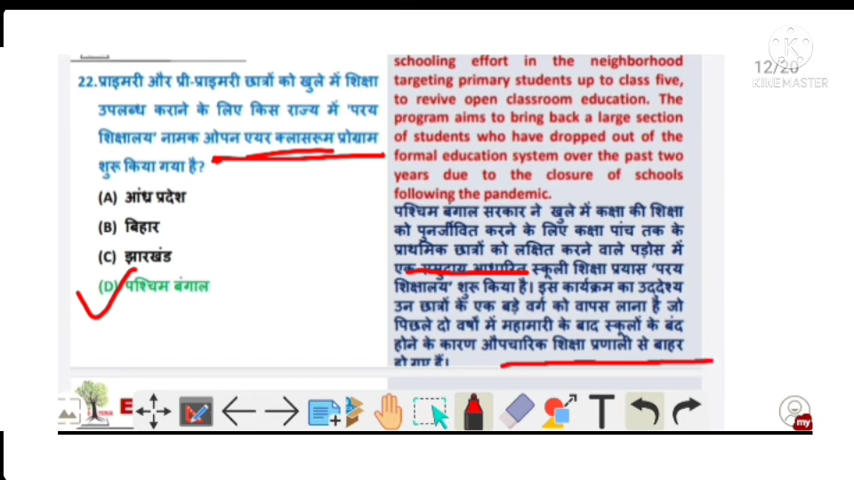 22.प्राइमरी और प्री-प्राइमरी छात्रों को खुले में शिक्षा
उपलब्ध कराने के लिए किस राज्य में 'परय
शिक्षालय' नामक ओपन एयर क्लासरूम प्रोग्राम
शुरू किया गया है?
(A) आंध्र प्रदेश
(B) बिहार
(C) झारखंड
(D) पश्चिम बंगाल
schooling effort in the neighborhood
targeting primary students up to class five,
to revive open classroom education. The
program aims to bring back a large section
of students who have dropped out of the
formal education system over the past two
years due to the closure of schools
following the pandemic.
पश्चिम बंगाल सरकार ने खुले में कक्षा की शिक्षा
को पुनर्जीवित करने के लिए कक्षा पांच तक के
प्राथमिक छात्रों को लक्षित करने वाले पड़ोस में
एक समुदाय आधारित स्कूली शिक्षा प्रयास 'परय
शिक्षालय' शुरू किया है। इस कार्यक्रम का उद्देश्य
उन छात्रों के एक बड़े वर्ग को वापस लाना है जो
पिछले दो वर्षों में महामारी के बाद स्कूलों के बंद
होने के कारण औपचारिक शिक्षा प्रणाली से बाहर
हो गए हैं।
12/20
K
KINEMASTER
E
T
my